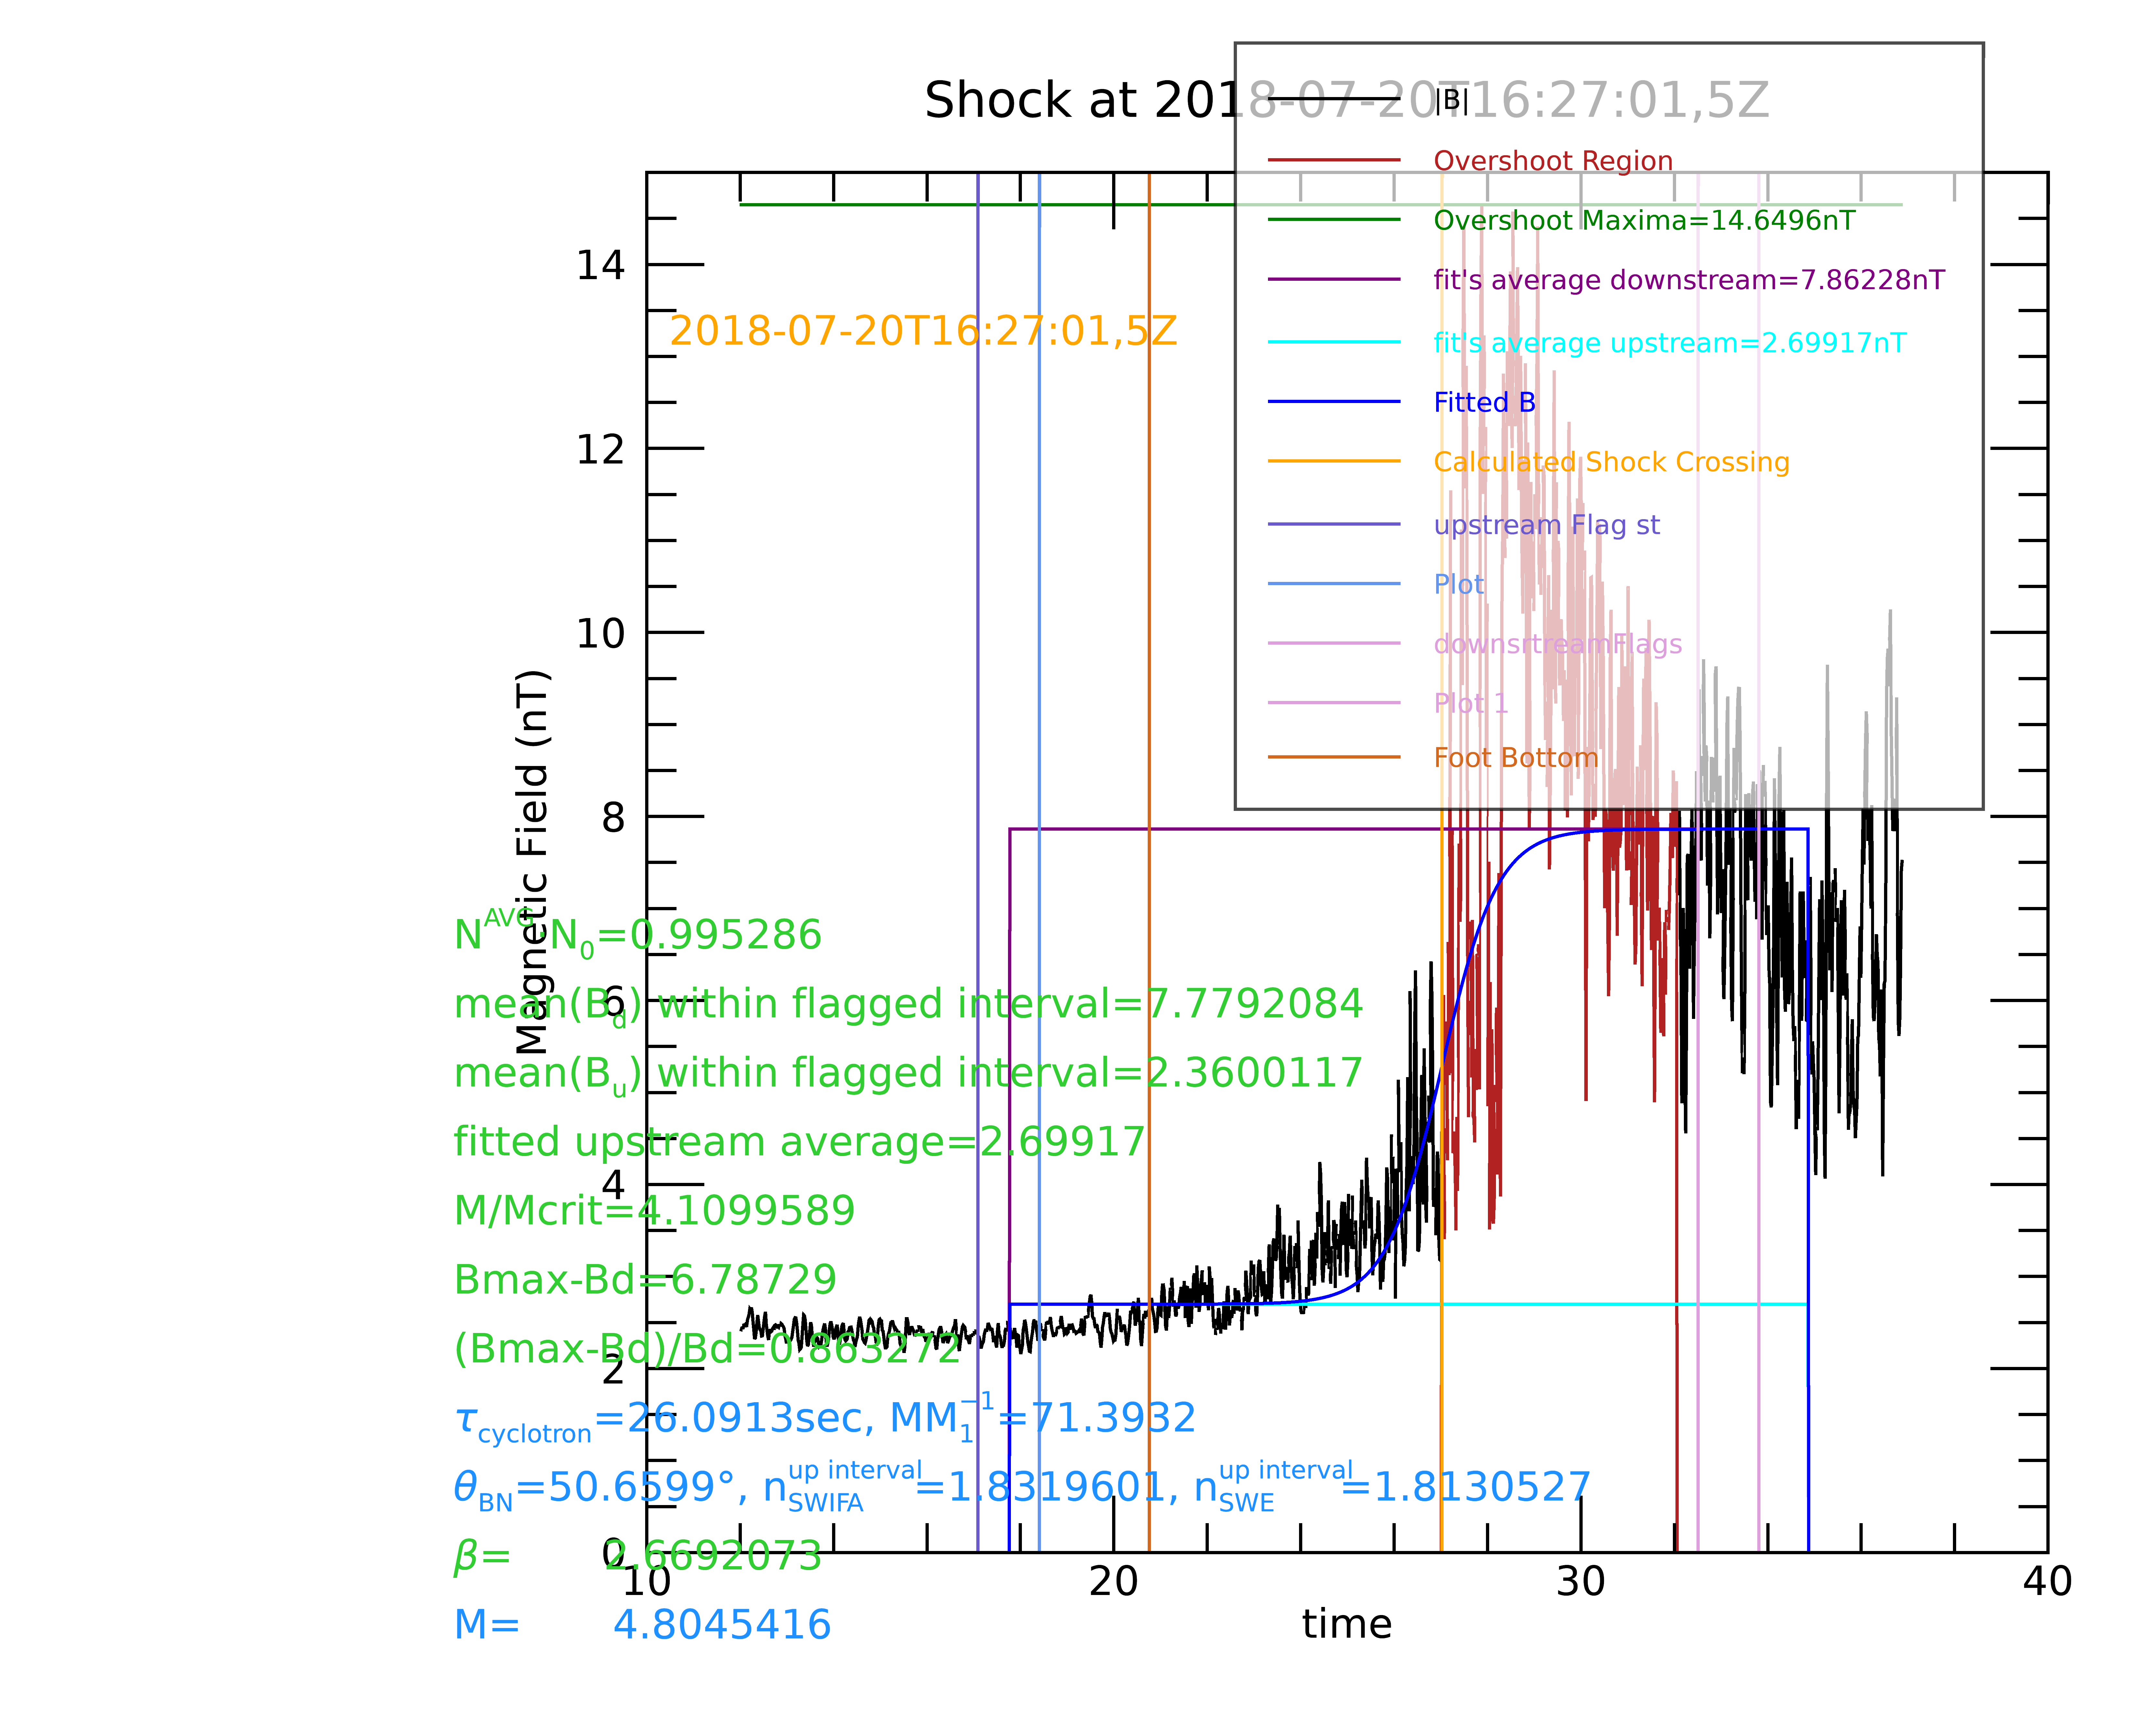 Shock at 2018-07-20T16:27:01,5Z
|B|
Overshoot Region
Overshoot Maxima=14.6496nT
fit's average downstream=7.86228nT
fit's average upstream=2.69917nT
Fitted B
Calculated Shock Crossing
upstream Flag st
Plot
downsrtreamFlags
Plot 1
Foot Bottom
2018-07-20T16:27:01,5Z
Magnetic Field (nT)
14
12
10
8
6
4
2
0
N^AVG·N_0=0.995286
mean(B_d) within flagged interval=7.7792084
mean(B_u) within flagged interval=2.3600117
fitted upstream average=2.69917
M/Mcrit=4.1099589
Bmax-Bd=6.78729
(Bmax-Bd)/Bd=0.863272
τ_cyclotron=26.0913sec, MM_1^−1=71.3932
θ_BN=50.6599°, n_SWIFA^up interval=1.8319601, n_SWE^up interval=1.8130527
β= 2.6692073
M= 4.8045416
10 20 30 40
time